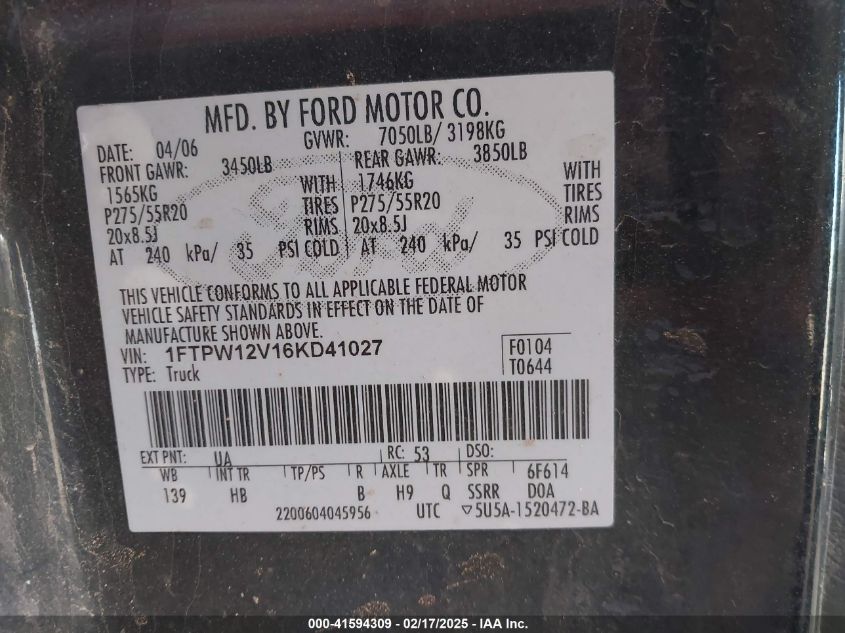 MFD. BY FORD MOTOR CO.
DATE: 04/06 GVWR: 7050LB/ 3198KG
FRONT GAWR: 3450LB REAR GAWR: 3850LB
1565KG WITH 1746KG WITH
P275/55R20 TIRES P275/55R20 TIRES
20x8.5J RIMS 20x8.5J RIMS
AT 240 kPa/ 35 PSI COLD AT 240 kPa/ 35 PSI COLD
Ford
THIS VEHICLE CONFORMS TO ALL APPLICABLE FEDERAL MOTOR
VEHICLE SAFETY STANDARDS IN EFFECT ON THE DATE OF
MANUFACTURE SHOWN ABOVE.
VIN: 1FTPW12V16KD41027 F0104
TYPE: Truck T0644
EXT PNT: UA RC: 53 DSO:
WB INT TR TP/PS R AXLE TR SPR 6F614
139 HB B H9 Q SSRR DOA
2200604045956 UTC ▽5U5A-1520472-BA
000-41594309 - 02/17/2025 - IAA Inc.